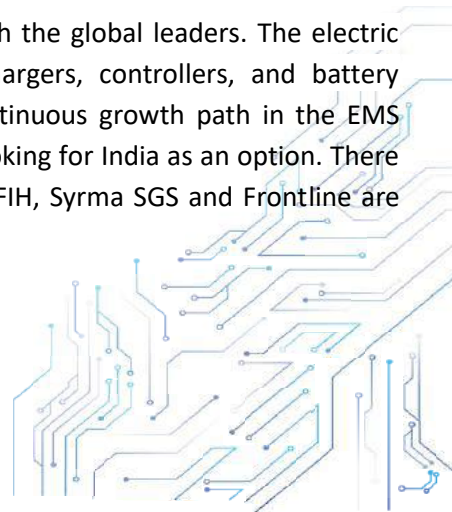 h the global leaders. The electric
argers, controllers, and battery
tinuous growth path in the EMS
oking for India as an option. There
FIH, Syrma SGS and Frontline are